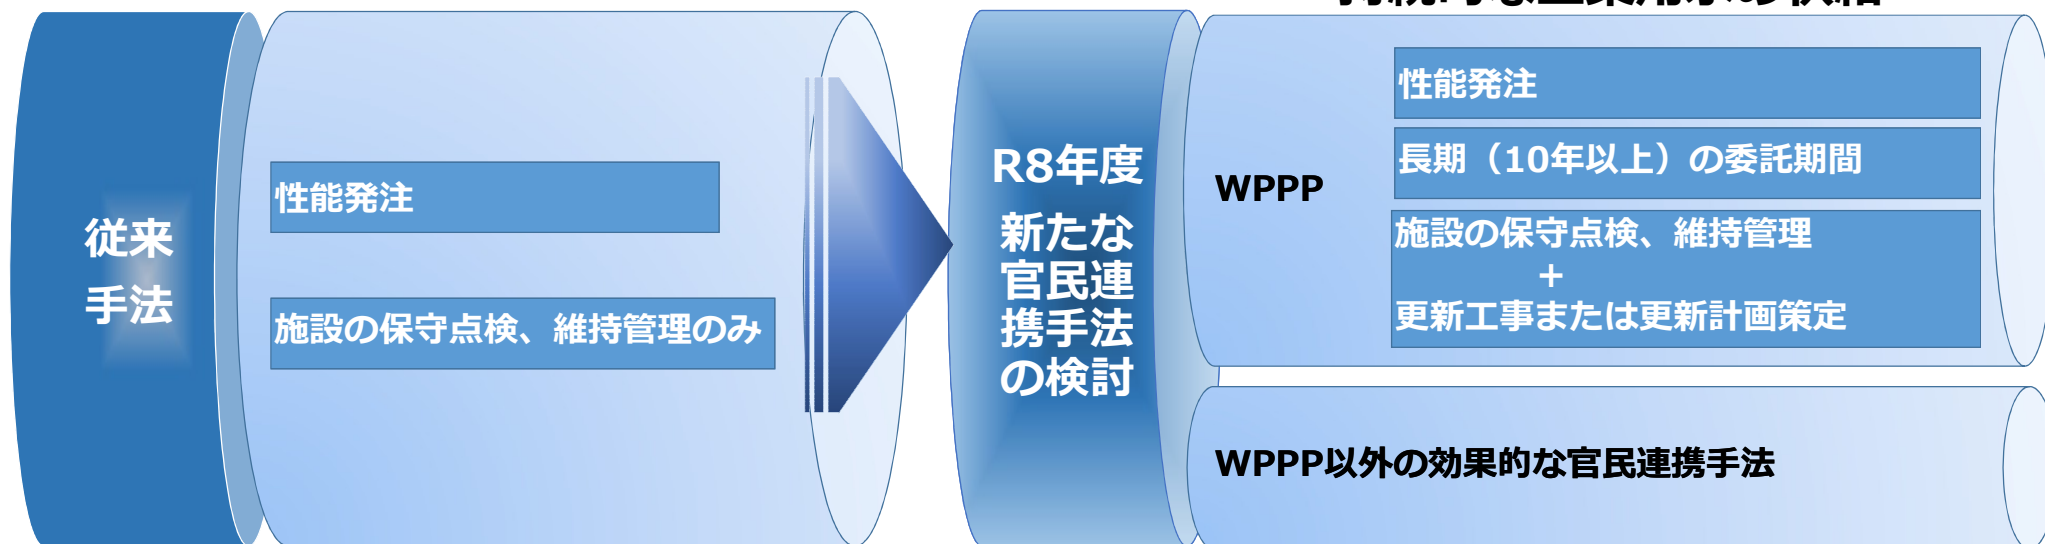 従来
手法
性能発注
施設の保守点検、維持管理のみ
R8年度
新たな
官民連
携手法
の検討
WPPP
性能発注
長期（10年以上）の委託期間
施設の保守点検、維持管理
+
更新工事または更新計画策定
WPPP以外の効果的な官民連携手法